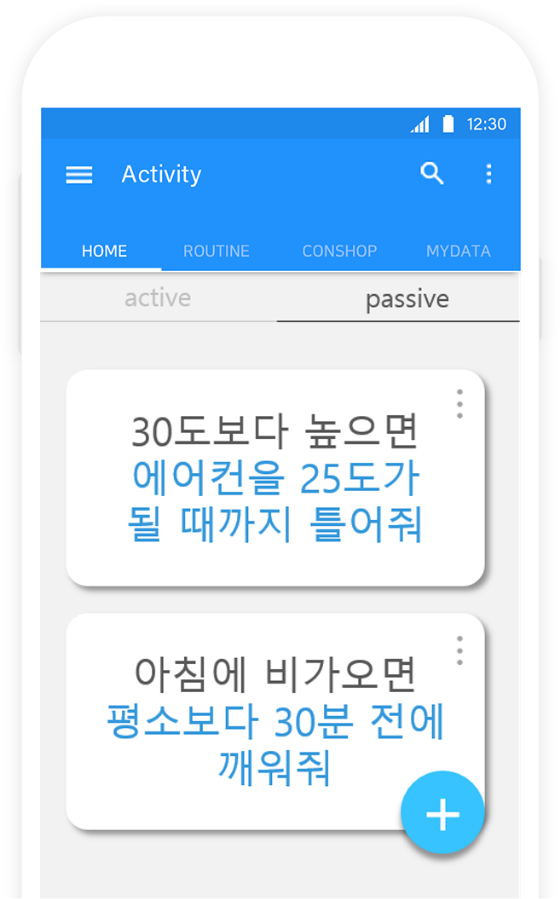 12:30
Activity
HOME ROUTINE CONSHOP MYDATA
active passive
30도보다 높으면
에어컨을 25도가
될 때까지 틀어줘
아침에 비가오면
평소보다 30분 전에
깨워줘